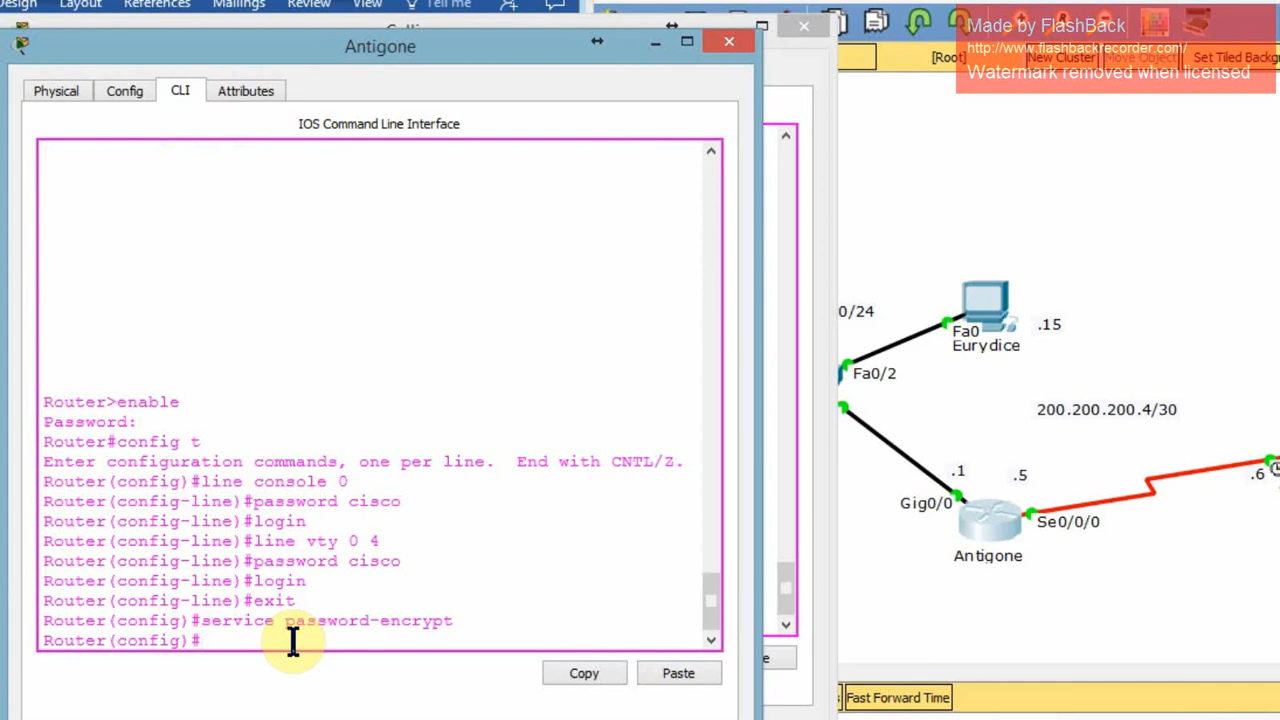 Layout
References
Mailings
Review
View
Tell me
Made by FlashBack
http://www.flashbackrecorder.com/
Watermark removed when licensed
Antigone
[Root]
New Cluster
Move Object
Set Tiled Backg
Physical
Config
CLI
Attributes
IOS Command Line Interface
Router>enable
Password:
Router#config t
Enter configuration commands, one per line.  End with CNTL/Z.
Router(config)#line console 0
Router(config-line)#password cisco
Router(config-line)#login
Router(config-line)#line vty 0 4
Router(config-line)#password cisco
Router(config-line)#login
Router(config-line)#exit
Router(config)#service password-encrypt
Router(config)#
Copy
Paste
0/24
Fa0
.15
Eurydice
Fa0/2
200.200.200.4/30
.1
.5
.6
Gig0/0
Se0/0/0
Antigone
Fast Forward Time